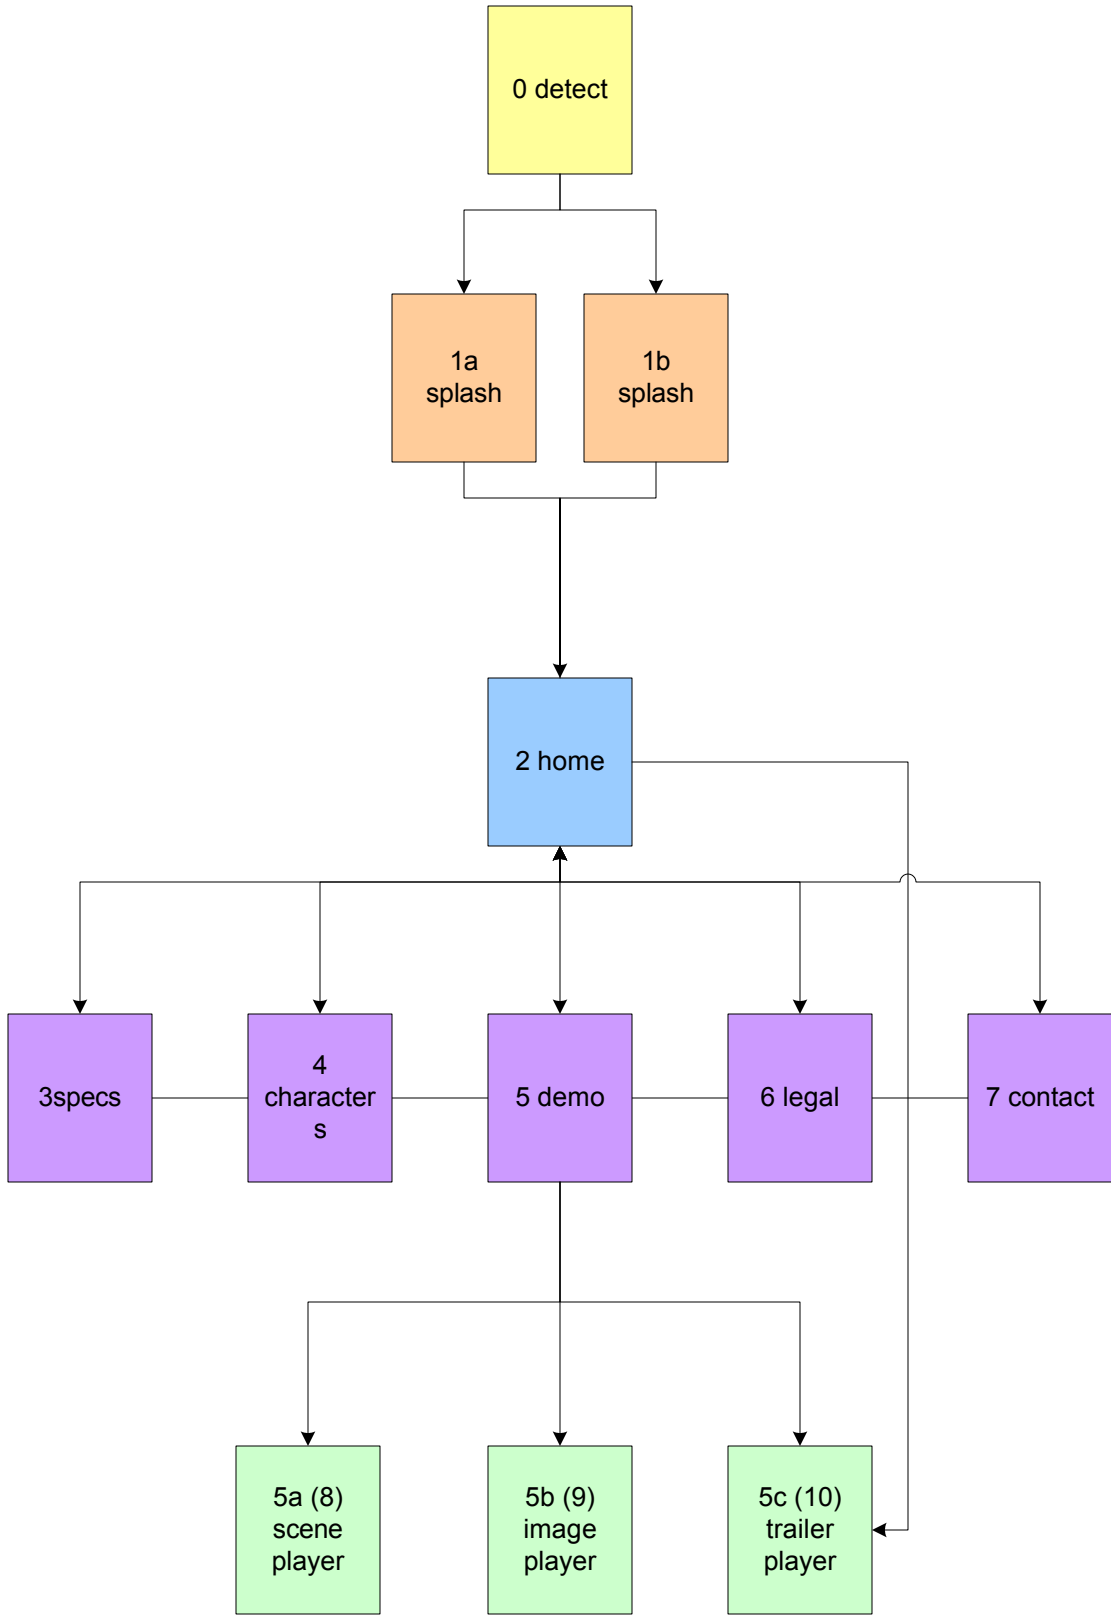 0 detect
1a
splash
1b
splash
2 home
3specs
4
character
s
5 demo
6 legal
7 contact
5a (8)
scene
player
5b (9)
image
player
5c (10)
trailer
player